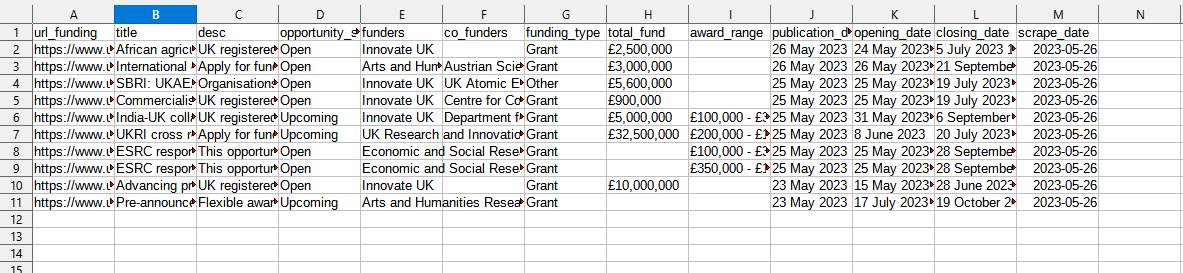 A B C D E F G H I J K L M N
1 url_funding title desc opportunity_s funders co_funders funding_type total_fund award_range publication_d opening_date closing_date scrape_date
2 https://www. African agric UK registere Open Innovate UK Grant £2,500,000 26 May 2023 24 May 2023 5 July 2023 1 2023-05-26
3 https://www. International Apply for fun Open Arts and Hum Austrian Scie Grant £3,000,000 26 May 2023 26 May 2023 21 Septembe 2023-05-26
4 https://www. SBRI: UKAE Organisation Open Innovate UK UK Atomic E Other £5,600,000 25 May 2023 25 May 2023 19 July 2023 2023-05-26
5 https://www. Commerciali UK registere Open Innovate UK Centre for Co Grant £900,000 25 May 2023 25 May 2023 19 July 2023 2023-05-26
6 https://www. India-UK coll UK registere Upcoming Innovate UK Department f Grant £5,000,000 £100,000 - £3 25 May 2023 31 May 2023 6 September 2023-05-26
7 https://www. UKRI cross r Apply for fun Upcoming UK Research and Innovatio Grant £32,500,000 £200,000 - £1 25 May 2023 8 June 2023 20 July 2023 2023-05-26
8 https://www. ESRC respor This opportur Open Economic and Social Rese Grant £100,000 - £3 25 May 2023 25 May 2023 28 Septembe 2023-05-26
9 https://www. ESRC respor This opportur Open Economic and Social Rese Grant £350,000 - £1 25 May 2023 25 May 2023 28 Septembe 2023-05-26
10 https://www. Advancing pr UK registere Open Innovate UK Grant £10,000,000 23 May 2023 15 May 2023 28 June 2023 2023-05-26
11 https://www. Pre-announc Flexible awar Upcoming Arts and Humanities Resea Grant 23 May 2023 17 July 2023 19 October 2 2023-05-26
12
13
14
15